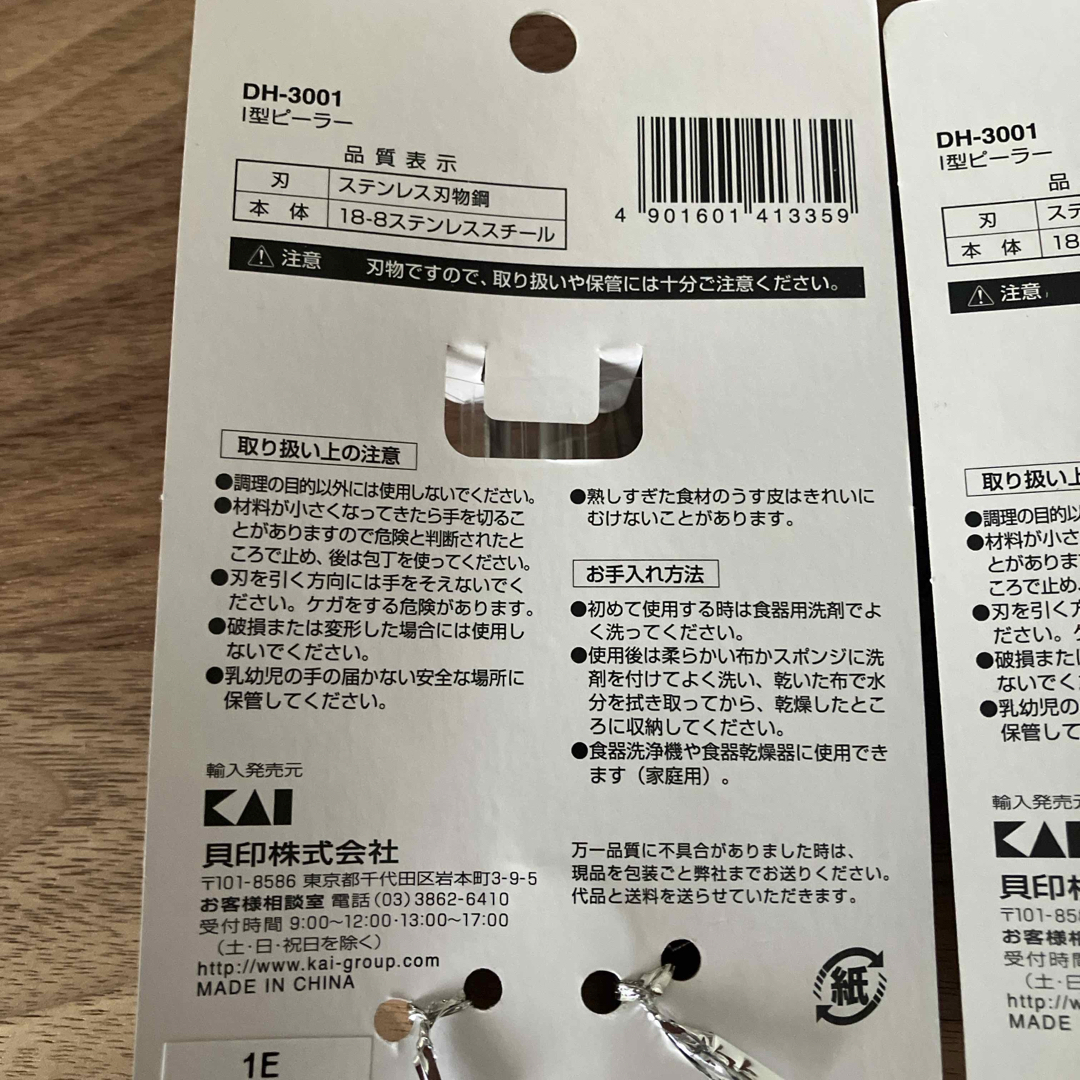 DH-3001
I型ピーラー
品質表示
刃 ステンレス刃物鋼
本体 18-8ステンレススチール
4 901601 413359
注意 刃物ですので、取り扱いや保管には十分ご注意ください。
取り扱い上の注意
●調理の目的以外には使用しないでください。
●材料が小さくなってきたら手を切るこ
とがありますので危険と判断されたと
ころで止め、後は包丁を使ってください。
●刃を引く方向には手をそえないでく
ださい。ケガをする危険があります。
●破損または変形した場合には使用し
ないでください。
●乳幼児の手の届かない安全な場所に
保管してください。
●熟しすぎた食材のうす皮はきれいに
むけないことがあります。
お手入れ方法
●初めて使用する時は食器用洗剤でよ
く洗ってください。
●使用後は柔らかい布かスポンジに洗
剤を付けてよく洗い、乾いた布で水
分を拭き取ってから、乾燥したとこ
ろに収納してください。
●食器洗浄機や食器乾燥器に使用でき
ます（家庭用）。
輸入発売元
KAI
貝印株式会社
〒101-8586 東京都千代田区岩本町3-9-5
お客様相談室 電話(03)3862-6410
受付時間 9:00～12:00・13:00～17:00
（土・日・祝日を除く）
http://www.kai-group.com
MADE IN CHINA
万一品質に不具合がありました時は、
現品を包装ごと弊社までお送りください。
代品と送料を送らせていただきます。
紙
1E
DH-3001
I型ピーラー
品
刃 ステ
本体 18
注意
取り扱い上
●調理の目的以
●材料が小さ
とがありま
ころで止め
●刃を引く方
ださい。ケ
●破損また
ないでくだ
●乳幼児の
保管して
輸入発売元
KAI
貝印
〒101-858
お客様相
受付時間
（土・日
http://w
MADE